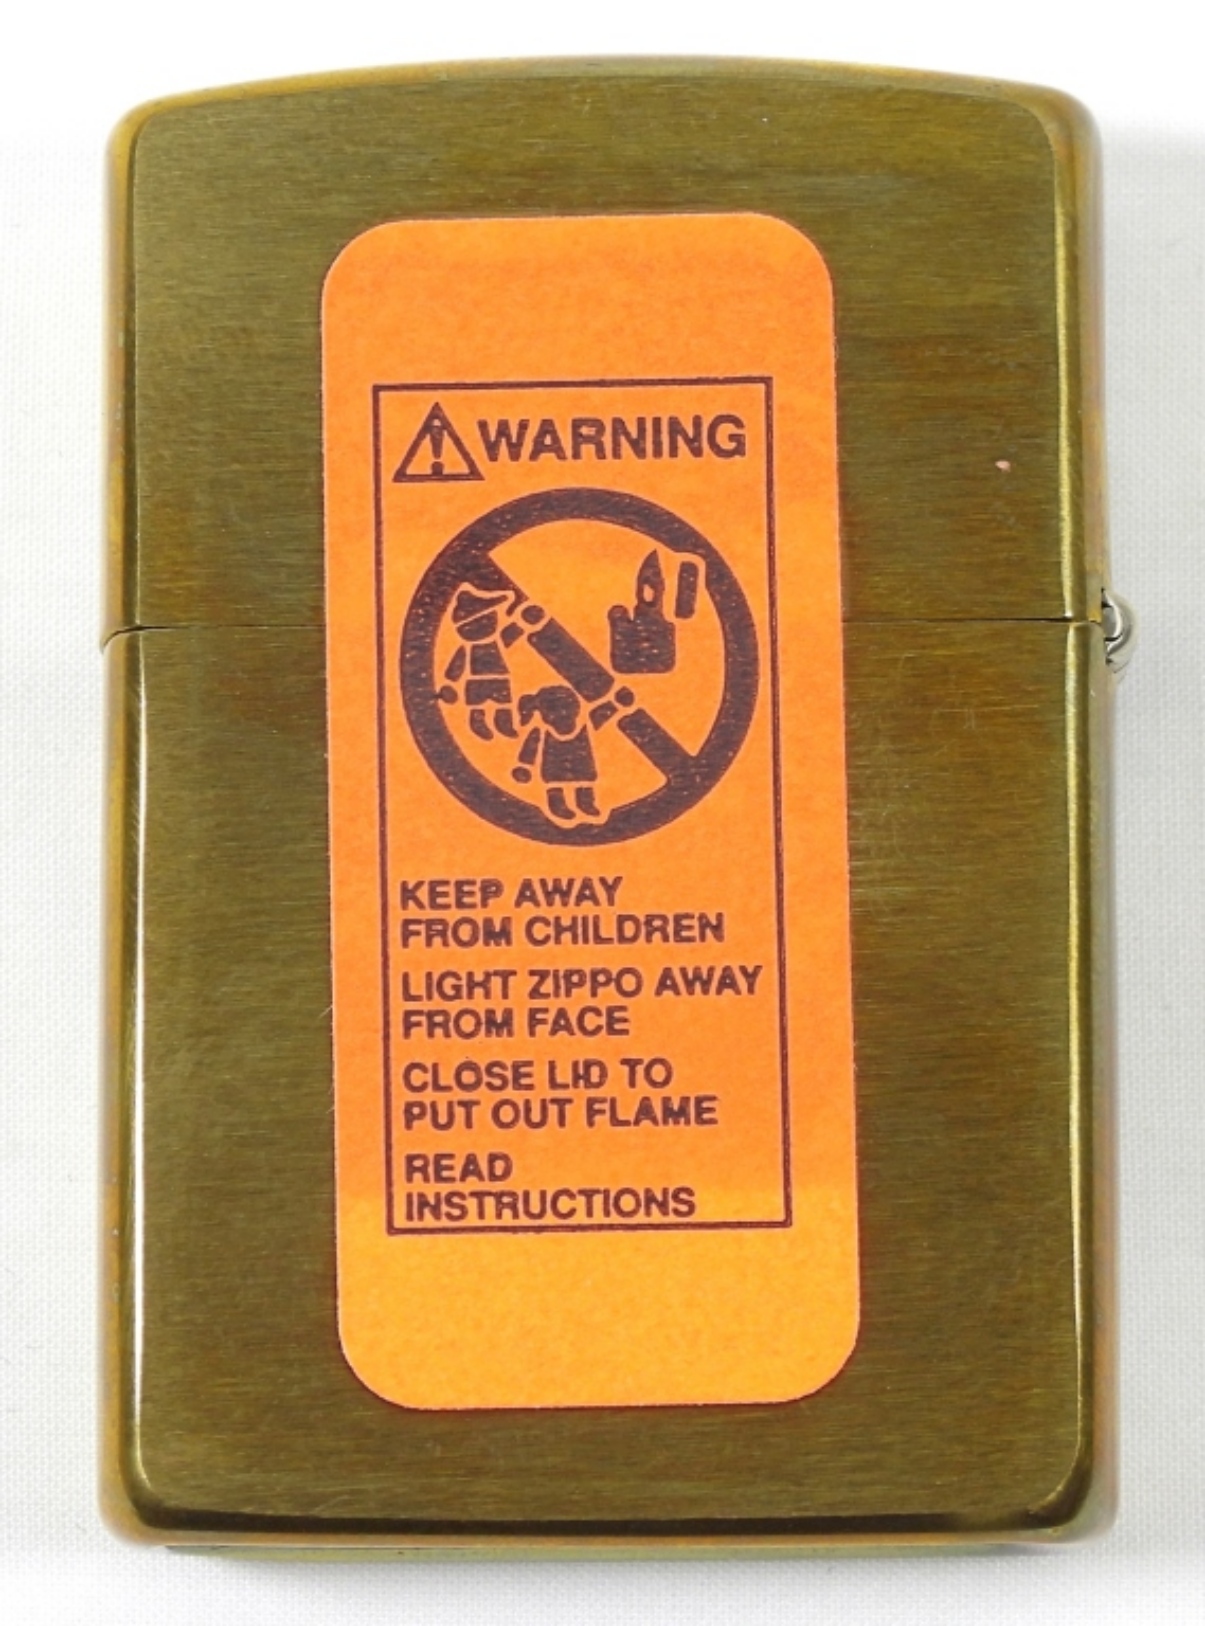 WARNING
KEEP AWAY
FROM CHILDREN
LIGHT ZIPPO AWAY
FROM FACE
CLOSE LID TO
PUT OUT FLAME
READ
INSTRUCTIONS